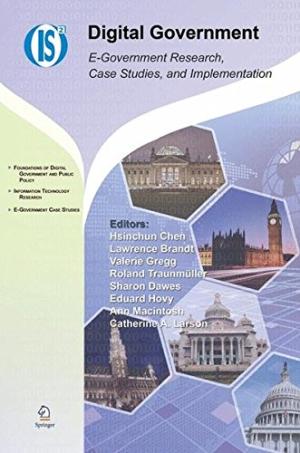 IS
2
Digital Government
E-Government Research,
Case Studies, and Implementation
FOUNDATIONS OF DIGITAL
GOVERNMENT AND PUBLIC
POLICY
INFORMATION TECHNOLOGY
RESEARCH
E-GOVERNMENT CASE STUDIES
Editors:
Hsinchun Chen
Lawrence Brandt
Valerie Gregg
Roland Traunmüller
Sharon Dawes
Eduard Hovy
Ann Macintosh
Catherine A. Larson
Springer